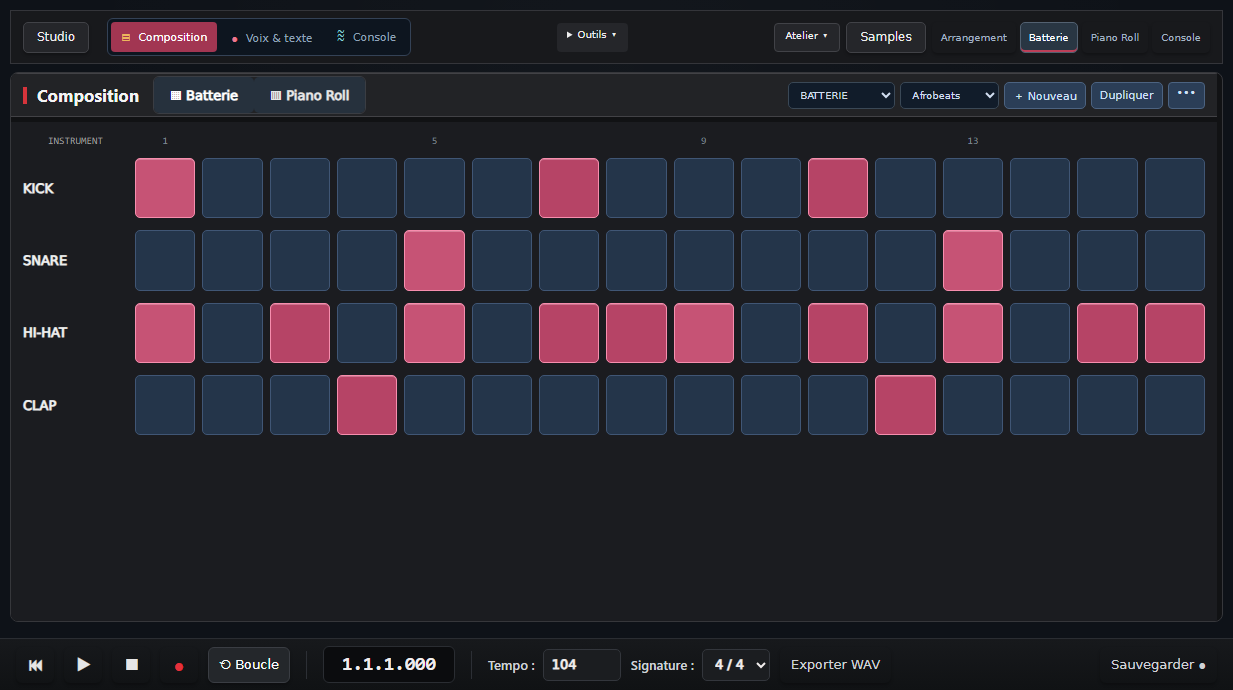 Studio Composition Voix & texte Console Outils Atelier Samples Arrangement Batterie Piano Roll Console
Composition Batterie Piano Roll BATTERIE Afrobeats + Nouveau Dupliquer •••
INSTRUMENT 1 5 9 13
KICK
SNARE
HI-HAT
CLAP
Boucle 1.1.1.000 Tempo : 104 Signature : 4 / 4 Exporter WAV Sauvegarder ●